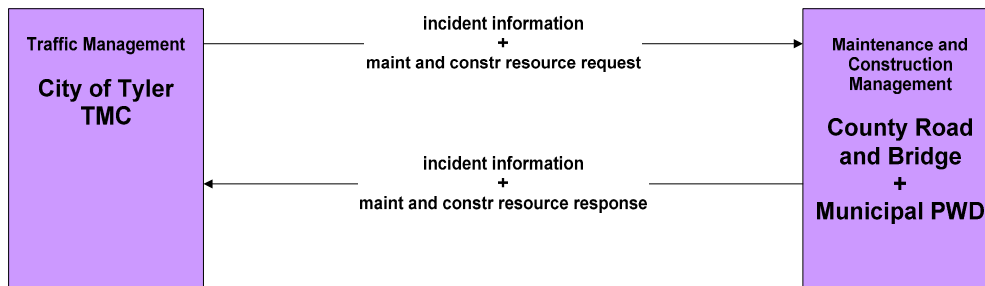 Traffic Management
City of Tyler
TMC
incident information
+
maint and constr resource request
incident information
+
maint and constr resource response
Maintenance and
Construction
Management
County Road
and Bridge
+
Municipal PWD